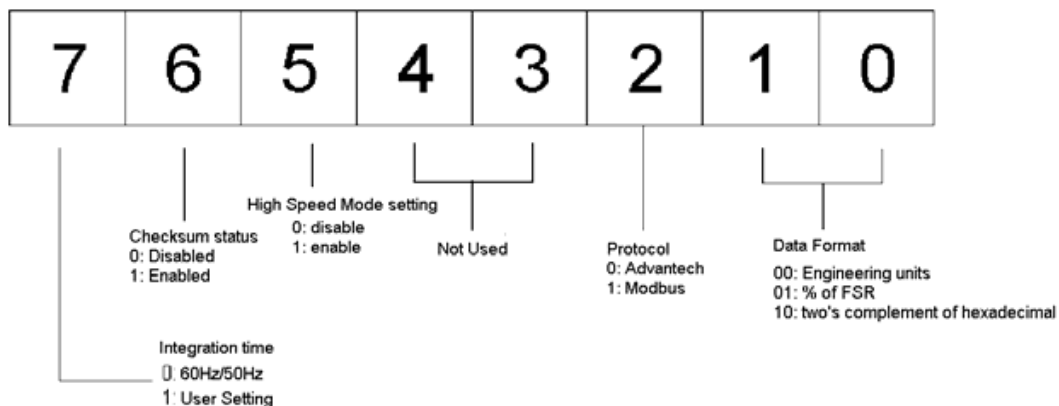 7 6 5 4 3 2 1 0
High Speed Mode setting
0: disable
1: enable
Checksum status
0: Disabled
1: Enabled
Not Used
Protocol
0: Advantech
1: Modbus
Data Format
00: Engineering units
01: % of FSR
10: two's complement of hexadecimal
Integration time
0: 60Hz/50Hz
1: User Setting